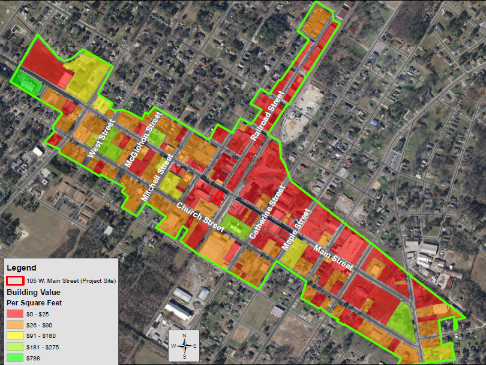 Railroad Street
West Street
McGlohon Street
Mitchell Street
Church Street
Catherine Street
Maple Street
Main Street
Legend
105 W. Main Street (Project Site)
Building Value
Per Square Feet
$0 - $25
$26 - $90
$91 - $180
$181 - $275
$788
N
W
E
S